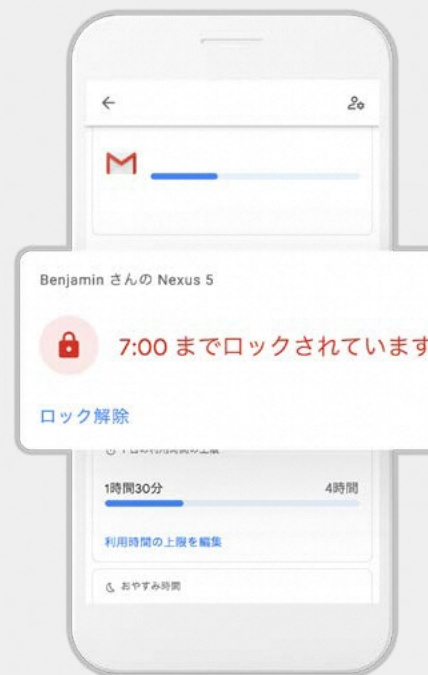 Benjamin さんの Nexus 5
7:00 までロックされています
ロック解除
1時間30分
4時間
利用時間の上限を編集
おやすみ時間